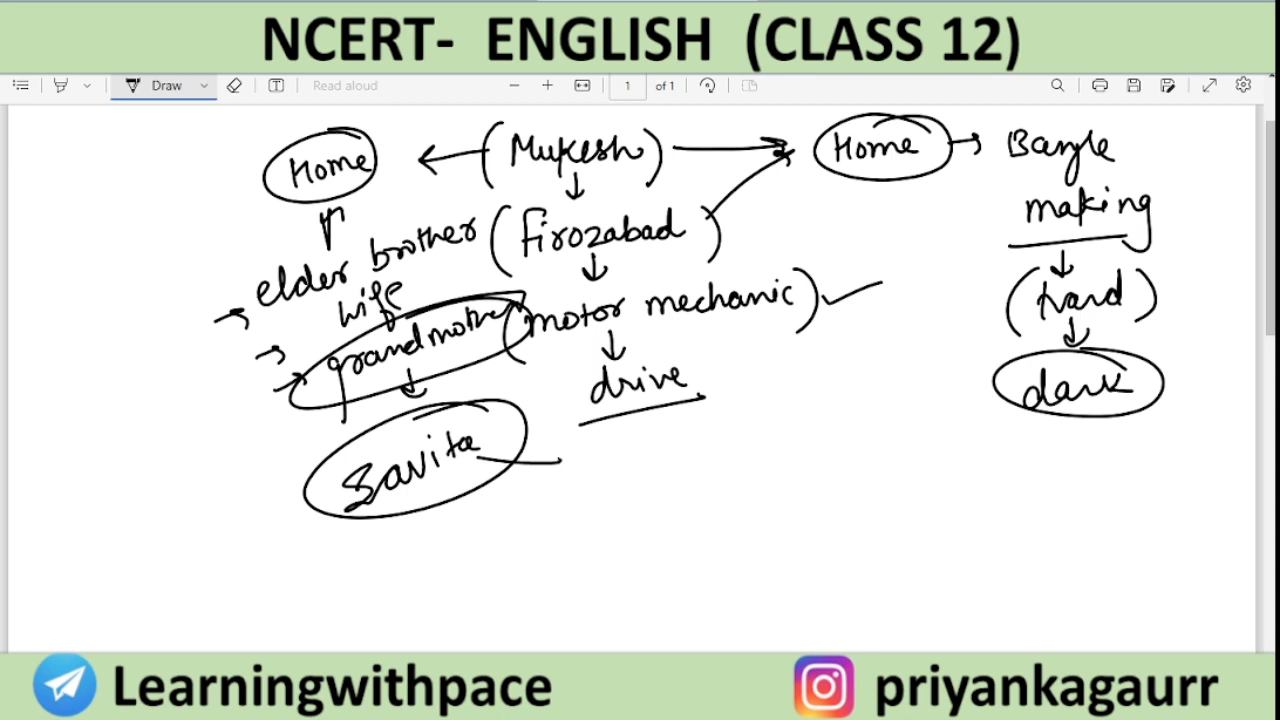 NCERT- ENGLISH (CLASS 12)
Draw
Read aloud
1 of 1
Home
(Mukesh)
Home
Bangle
making
(hard)
dark
elder brother
wife
grandmother
Savita
(firozabad)
(motor mechanic)
drive
Learningwithpace
priyankagaurr